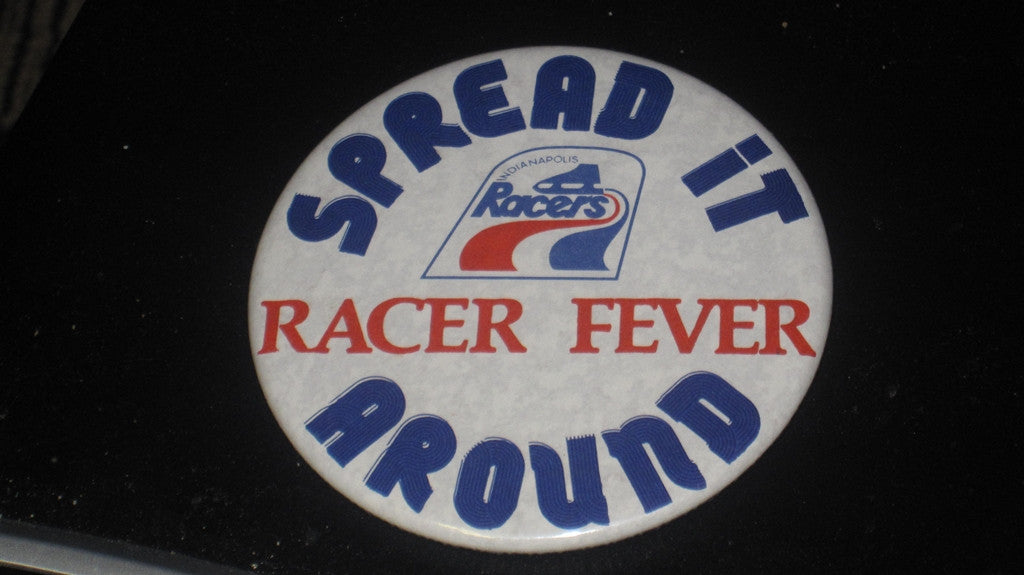 SPREAD iT
INDIANAPOLIS
Racers
RACER FEVER
AROUND